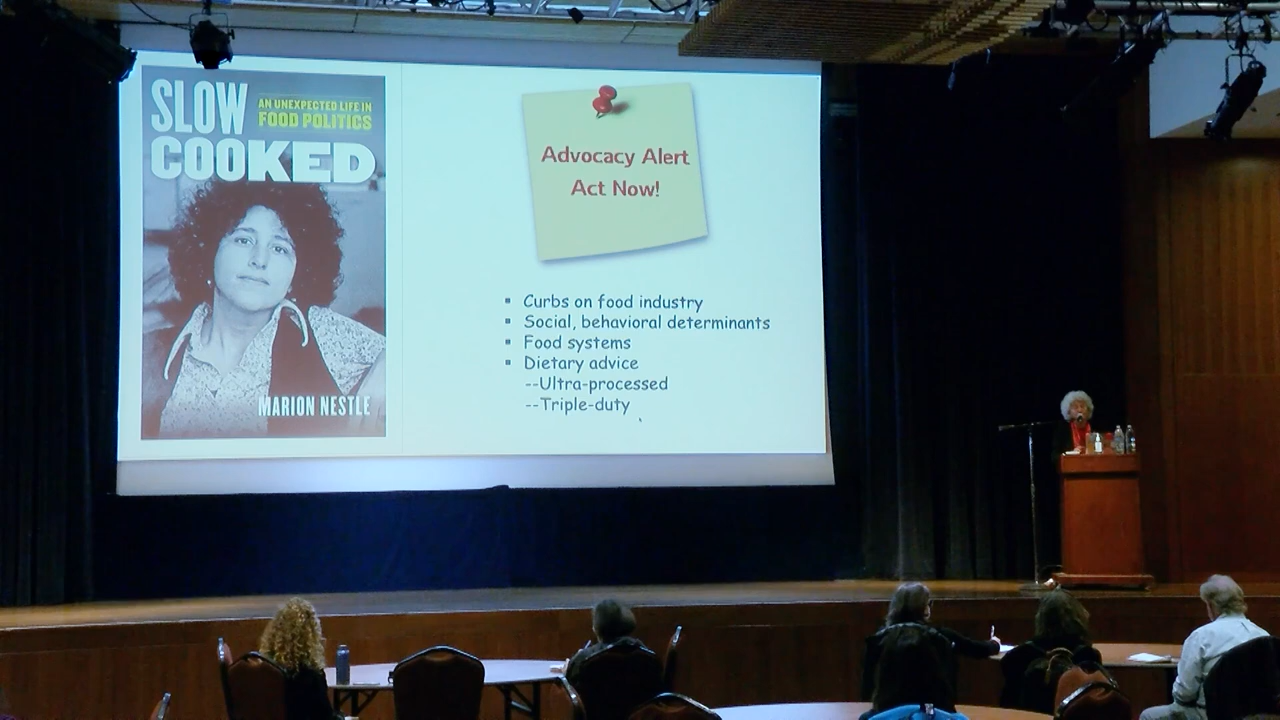 SLOW
AN UNEXPECTED LIFE IN
FOOD POLITICS
COOKED
MARION NESTLE
Advocacy Alert
Act Now!
▪ Curbs on food industry
▪ Social, behavioral determinants
▪ Food systems
▪ Dietary advice
--Ultra-processed
--Triple-duty